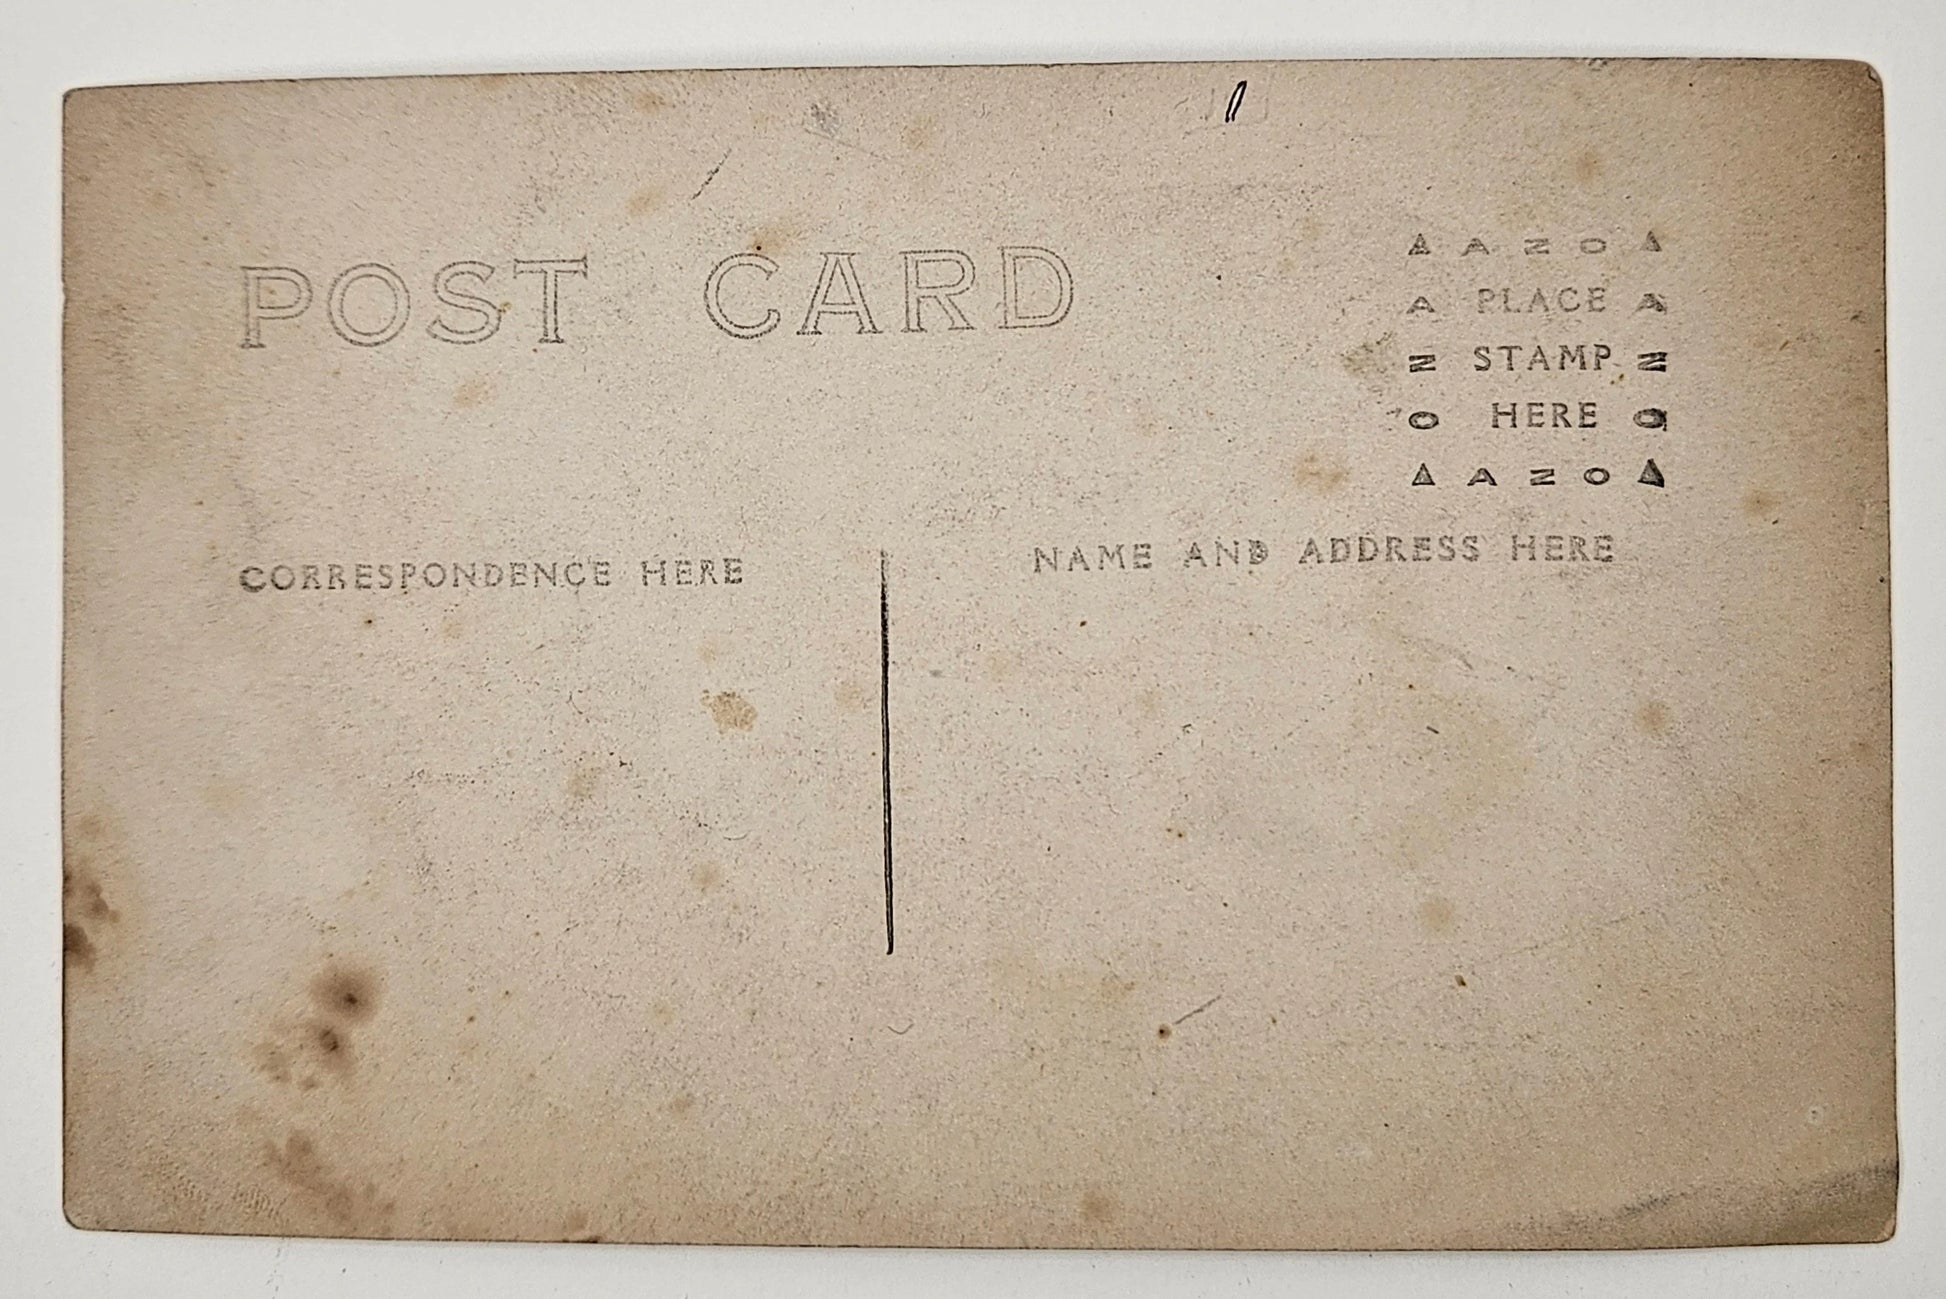 POST CARD
▲ AZO ▲
A PLACE A
N STAMP N
O HERE O
▲ AZO ▲
CORRESPONDENCE HERE
NAME AND ADDRESS HERE